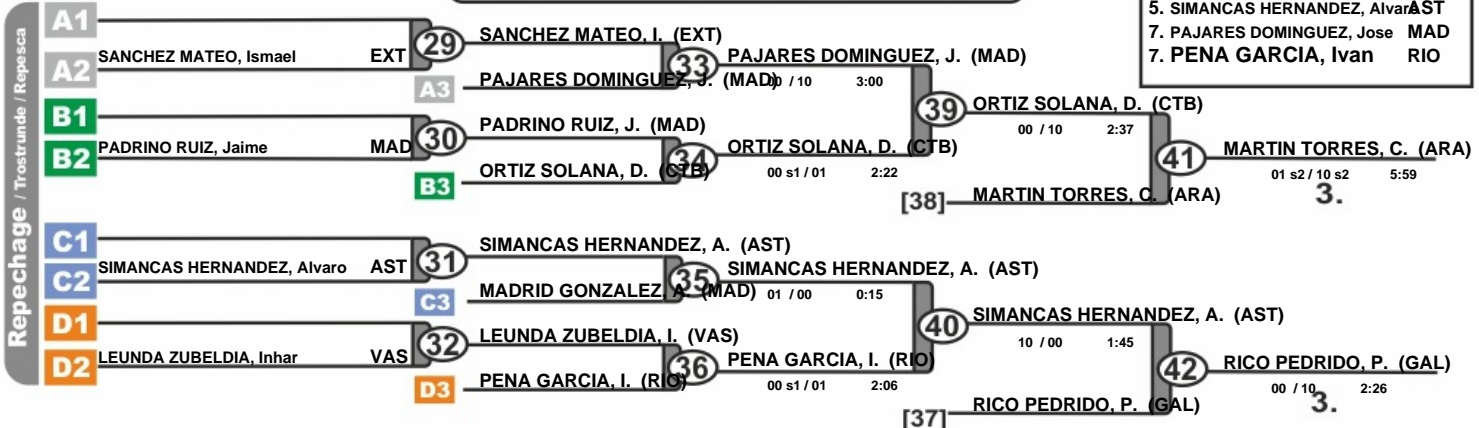 5. SIMANCAS HERNANDEZ, Alvaro AST
7. PAJARES DOMINGUEZ, Jose MAD
7. PENA GARCIA, Ivan RIO
Repechage / Trostrunde / Repesca
A1
SANCHEZ MATEO, Ismael EXT
A2
29
SANCHEZ MATEO, I. (EXT)
A3
PAJARES DOMINGUEZ, J. (MAD)
33
PAJARES DOMINGUEZ, J. (MAD)
00 / 10 3:00
B1
PADRINO RUIZ, Jaime MAD
B2
30
PADRINO RUIZ, J. (MAD)
B3
ORTIZ SOLANA, D. (CTB)
34
ORTIZ SOLANA, D. (CTB)
00 s1 / 01 2:22
39
ORTIZ SOLANA, D. (CTB)
00 / 10 2:37
[38] MARTIN TORRES, C. (ARA)
41
MARTIN TORRES, C. (ARA)
01 s2 / 10 s2 5:59
3.
C1
SIMANCAS HERNANDEZ, Alvaro AST
C2
31
SIMANCAS HERNANDEZ, A. (AST)
C3
MADRID GONZALEZ, A. (MAD)
35
SIMANCAS HERNANDEZ, A. (AST)
01 / 00 0:15
D1
LEUNDA ZUBELDIA, Inhar VAS
D2
32
LEUNDA ZUBELDIA, I. (VAS)
D3
PENA GARCIA, I. (RIO)
36
PENA GARCIA, I. (RIO)
00 s1 / 01 2:06
40
SIMANCAS HERNANDEZ, A. (AST)
10 / 00 1:45
[37] RICO PEDRIDO, P. (GAL)
42
RICO PEDRIDO, P. (GAL)
00 / 10 2:26
3.